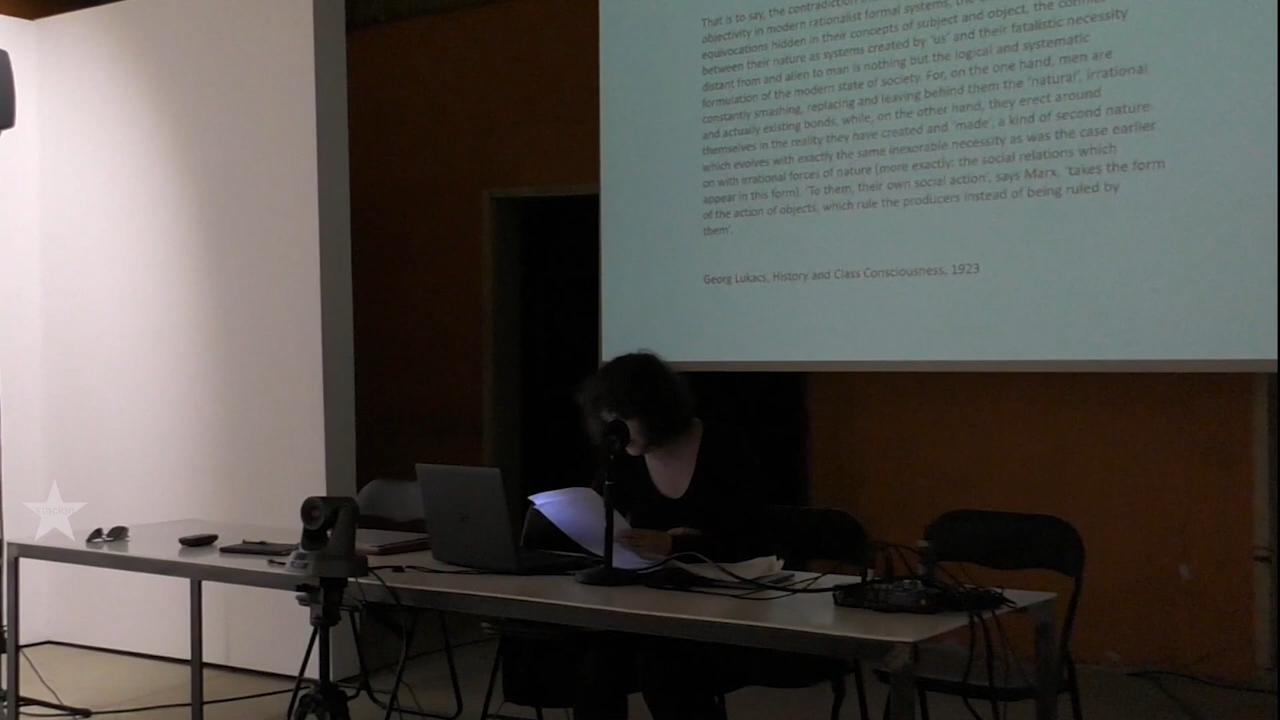 That is to say, the contradiction
objectivity in modern rationalist formal systems, the
equivocations hidden in their concepts of subject and object, the conflict
between their nature as systems created by 'us' and their fatalistic necessity
distant from and alien to man is nothing but the logical and systematic
formulation of the modern state of society. For, on the one hand, men are
constantly smashing, replacing and leaving behind them the 'natural', irrational
and actually existing bonds, while, on the other hand, they erect around
themselves in the reality they have created and 'made', a kind of second nature
which evolves with exactly the same inexorable necessity as was the case earlier
on with irrational forces of nature (more exactly: the social relations which
appear in this form). 'To them, their own social action', says Marx, 'takes the form
of the action of objects, which rule the producers instead of being ruled by
them'.
Georg Lukacs, History and Class Consciousness, 1923
stacion